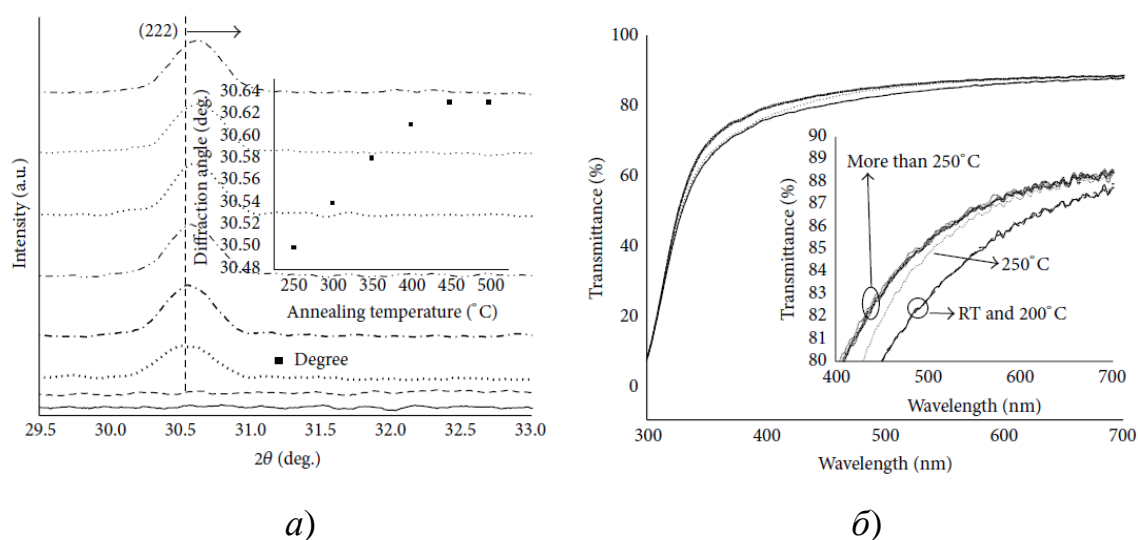 (222)
Intensity (a.u.)
30.64
30.62
30.60
30.58
30.56
30.54
30.52
30.50
30.48
Diffraction angle (deg.)
250 300 350 400 450 500
Annealing temperature (°C)
Degree
29.5 30.0 30.5 31.0 31.5 32.0 32.5 33.0
2θ (deg.)
а)
100
80
60
40
20
0
Transmittance (%)
300 400 500 600 700
Wavelength (nm)
90
89
88
87
86
85
84
83
82
81
80
Transmittance (%)
More than 250°C
250°C
RT and 200°C
400 500 600 700
Wavelength (nm)
б)